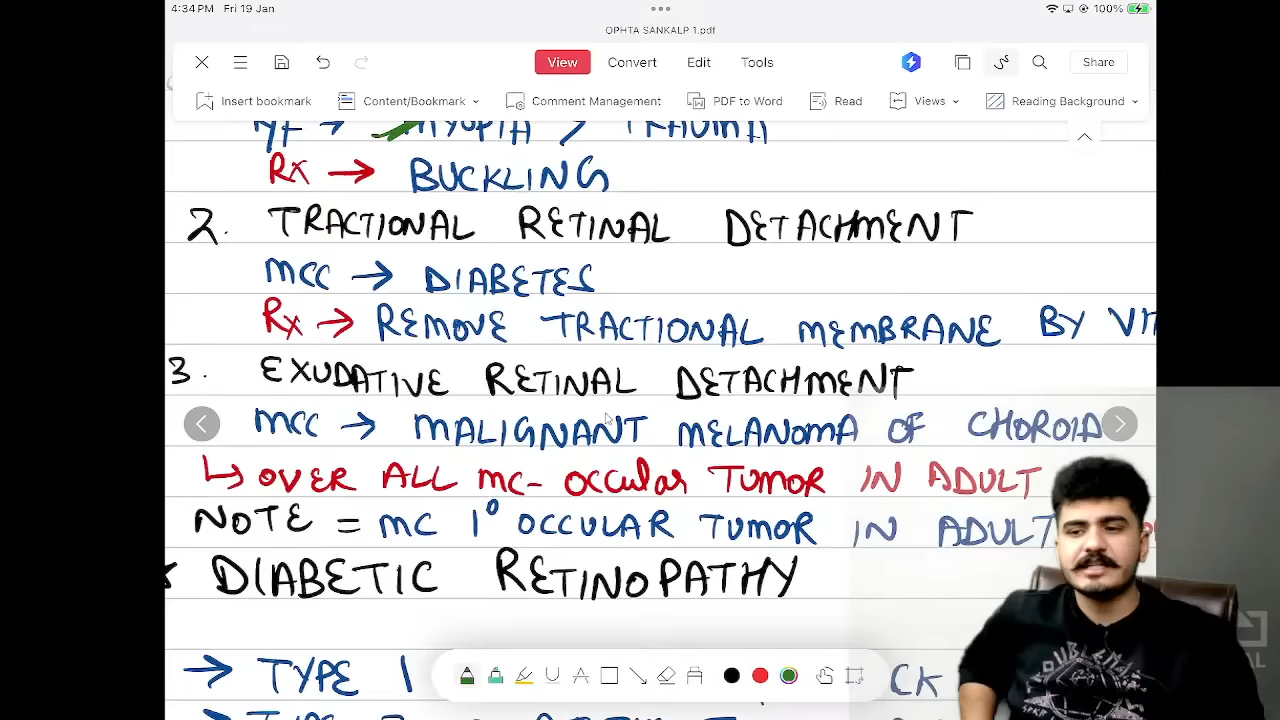 4:34 PM Fri 19 Jan
100%
OPHTA SANKALP 1.pdf
View Convert Edit Tools
Share
Insert bookmark Content/Bookmark Comment Management PDF to Word Read Views Reading Background
MYOPIA > TRAUMA
Rx → BUCKLING
2. TRACTIONAL RETINAL DETACHMENT
MCC → DIABETES
Rx → REMOVE TRACTIONAL MEMBRANE BY
3. EXUDATIVE RETINAL DETACHMENT
MCC → MALIGNANT MELANOMA OF CHOROIA
↳ OVER ALL MC- OCCULAR TUMOR IN ADULT
NOTE = MC 1° OCCULAR TUMOR IN ADULT
DIABETIC RETINOPATHY
→ TYPE 1